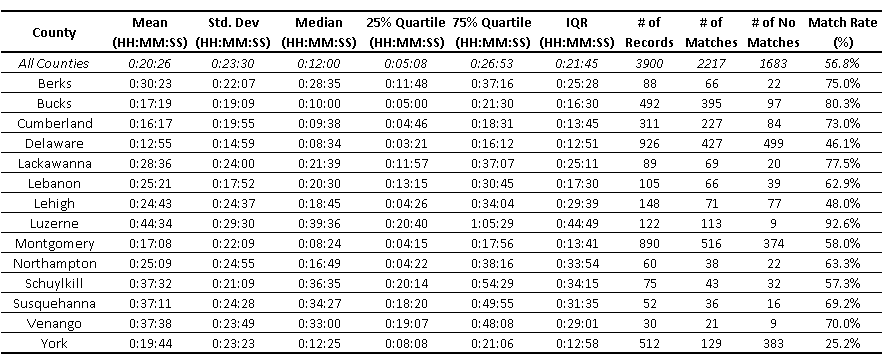 County Mean (HH:MM:SS) Std. Dev (HH:MM:SS) Median (HH:MM:SS) 25% Quartile (HH:MM:SS) 75% Quartile (HH:MM:SS) IQR (HH:MM:SS) # of Records # of Matches # of No Matches Match Rate (%)
All Counties 0:20:26 0:23:30 0:12:00 0:05:08 0:26:53 0:21:45 3900 2217 1683 56.8%
Berks 0:30:23 0:22:07 0:28:35 0:11:48 0:37:16 0:25:28 88 66 22 75.0%
Bucks 0:17:19 0:19:09 0:10:00 0:05:00 0:21:30 0:16:30 492 395 97 80.3%
Cumberland 0:16:17 0:19:55 0:09:38 0:04:46 0:18:31 0:13:45 311 227 84 73.0%
Delaware 0:12:55 0:14:59 0:08:34 0:03:21 0:16:12 0:12:51 926 427 499 46.1%
Lackawanna 0:28:36 0:24:00 0:21:39 0:11:57 0:37:07 0:25:11 89 69 20 77.5%
Lebanon 0:25:21 0:17:52 0:20:30 0:13:15 0:30:45 0:17:30 105 66 39 62.9%
Lehigh 0:24:43 0:24:37 0:18:45 0:04:26 0:34:04 0:29:39 148 71 77 48.0%
Luzerne 0:44:34 0:29:30 0:39:36 0:20:40 1:05:29 0:44:49 122 113 9 92.6%
Montgomery 0:17:08 0:22:09 0:08:24 0:04:15 0:17:56 0:13:41 890 516 374 58.0%
Northampton 0:25:09 0:24:55 0:16:49 0:04:22 0:38:16 0:33:54 60 38 22 63.3%
Schuylkill 0:37:32 0:21:09 0:36:35 0:20:14 0:54:29 0:34:15 75 43 32 57.3%
Susquehanna 0:37:11 0:24:28 0:34:27 0:18:20 0:49:55 0:31:35 52 36 16 69.2%
Venango 0:37:38 0:23:49 0:33:00 0:19:07 0:48:08 0:29:01 30 21 9 70.0%
York 0:19:44 0:23:23 0:12:25 0:08:08 0:21:06 0:12:58 512 129 383 25.2%